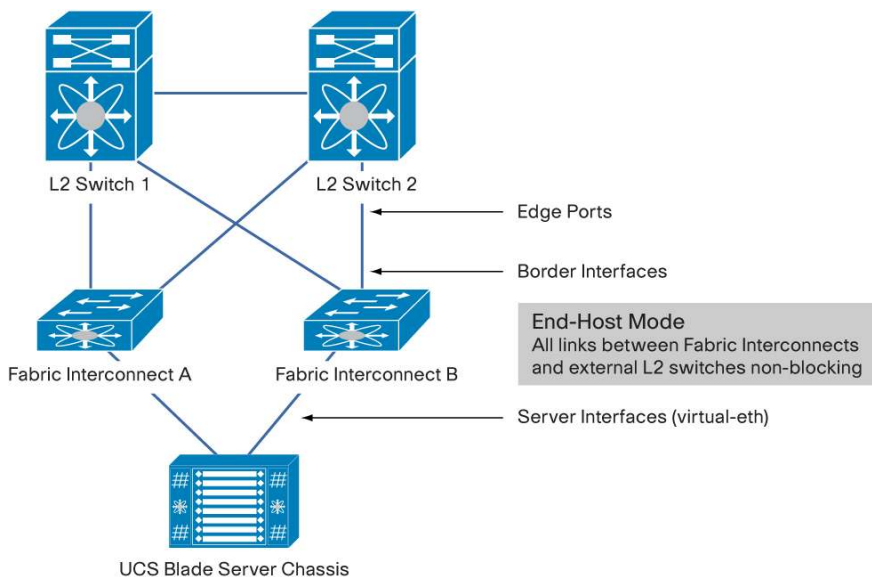 L2 Switch 1
L2 Switch 2
Edge Ports
Border Interfaces
End-Host Mode
All links between Fabric Interconnects
and external L2 switches non-blocking
Fabric Interconnect A
Fabric Interconnect B
Server Interfaces (virtual-eth)
UCS Blade Server Chassis